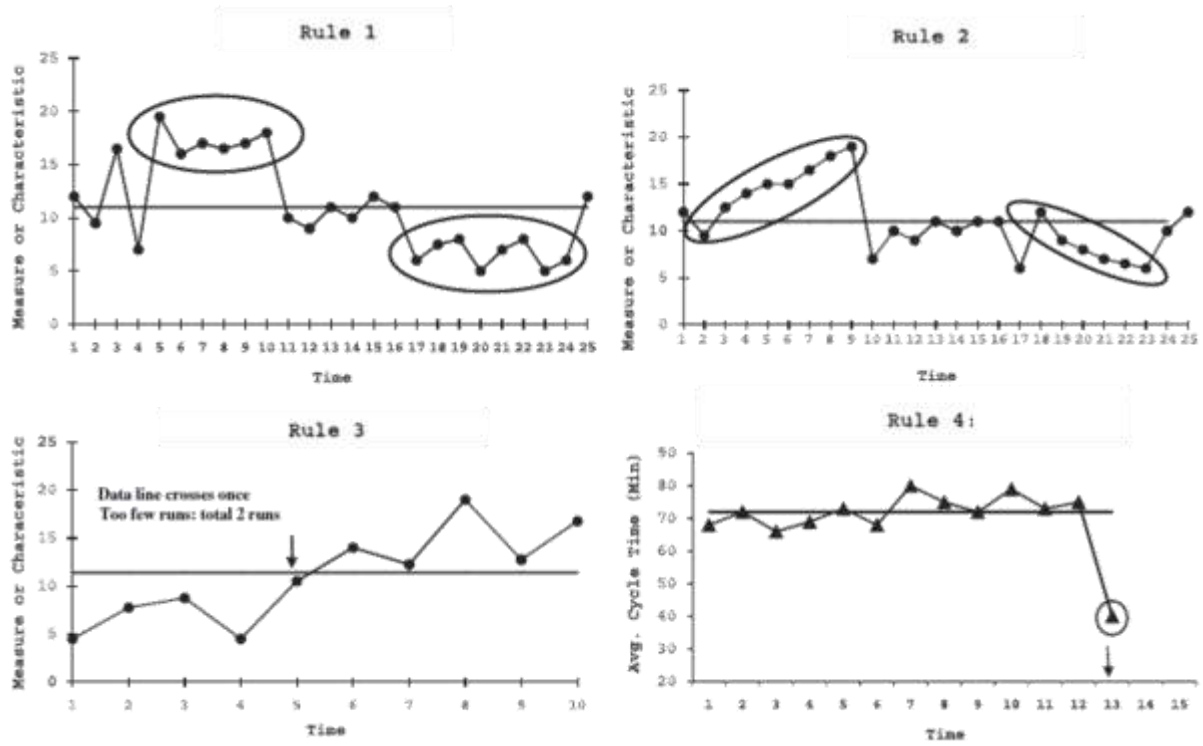 Rule 1
Measure or Characteristic
25
20
15
10
5
0
1 2 3 4 5 6 7 8 9 10 11 12 13 14 15 16 17 18 19 20 21 22 23 24 25
Time
Rule 2
Measure or Characteristic
25
20
15
10
5
0
1 2 3 4 5 6 7 8 9 10 11 12 13 14 15 16 17 18 19 20 21 22 23 24 25
Time
Rule 3
Measure or Characeristic
25
20
15
10
5
0
Data line crosses once
Too few runs: total 2 runs
1 2 3 4 5 6 7 8 9 10
Time
Rule 4:
Avg. Cycle Time (Min)
90
80
70
60
50
40
30
20
1 2 3 4 5 6 7 8 9 10 11 12 13 14 15
Time